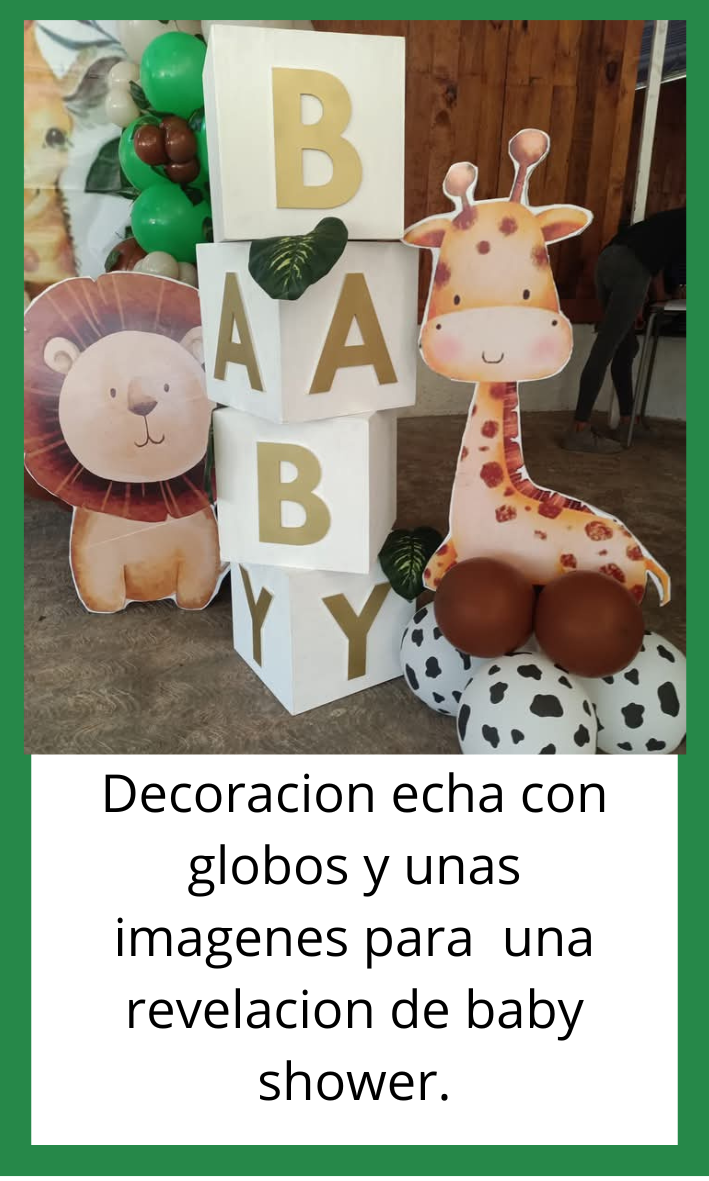 B
A A
B
Y Y
Decoracion echa con
globos y unas
imagenes para una
revelacion de baby
shower.